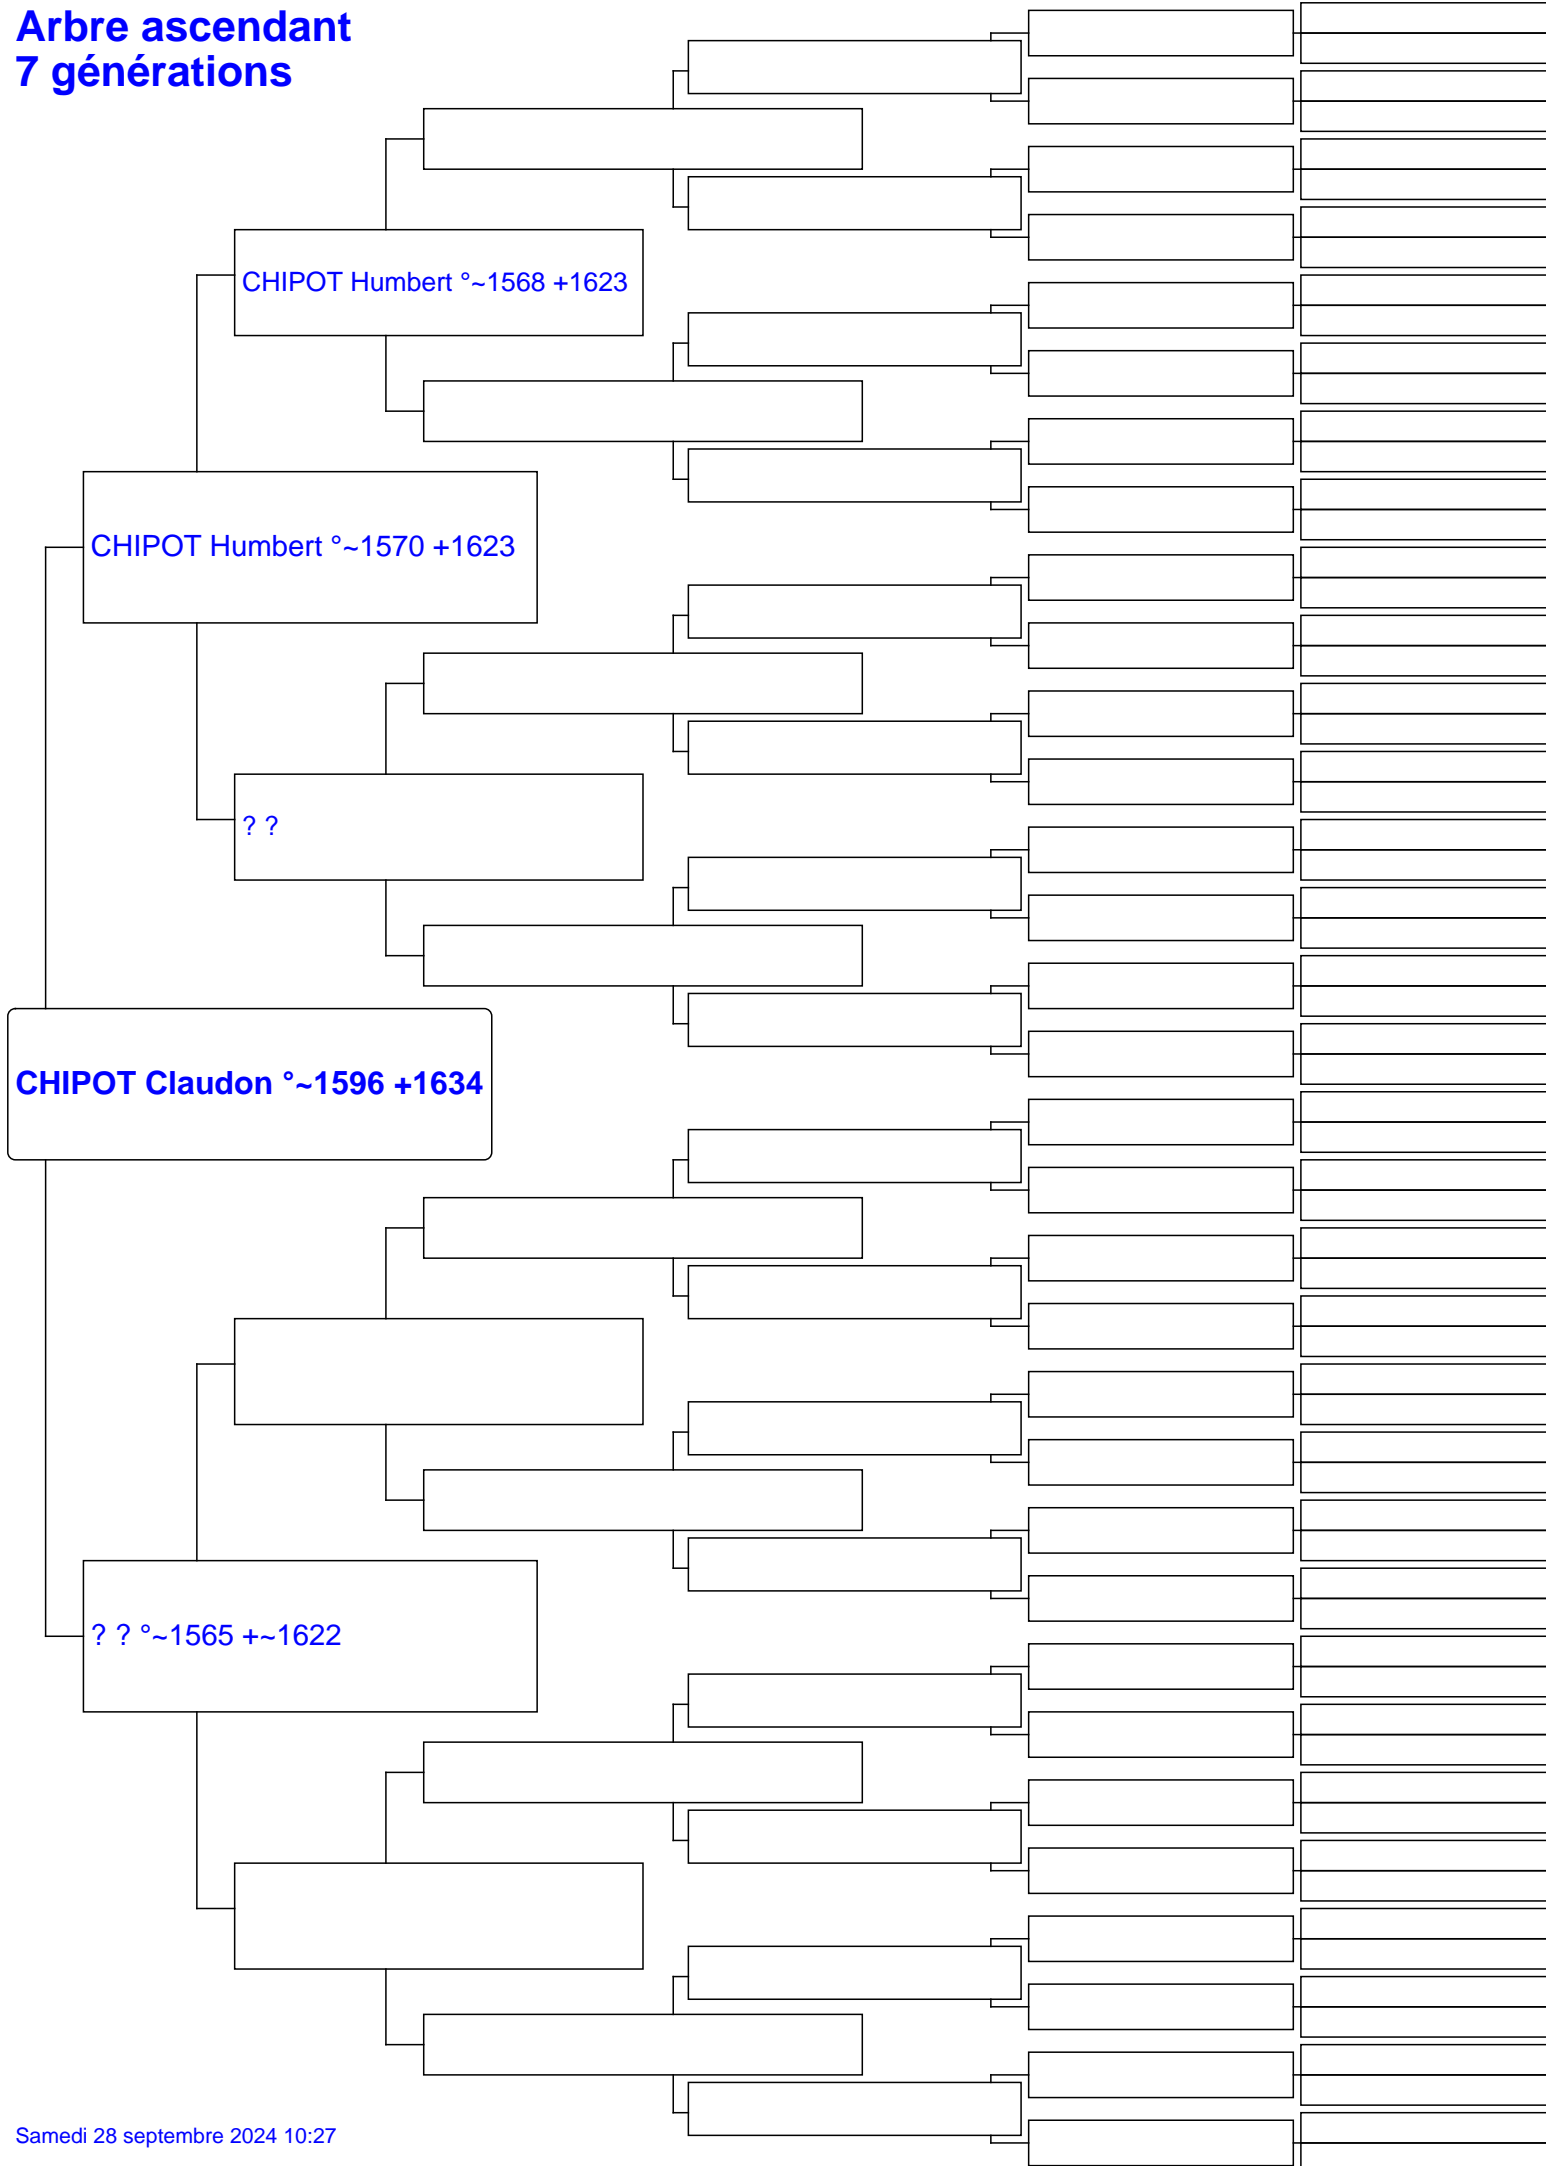 Arbre ascendant
7 générations
CHIPOT Humbert °~1568 +1623
CHIPOT Humbert °~1570 +1623
? ?
CHIPOT Claudon °~1596 +1634
? ? °~1565 +~1622
Samedi 28 septembre 2024 10:27